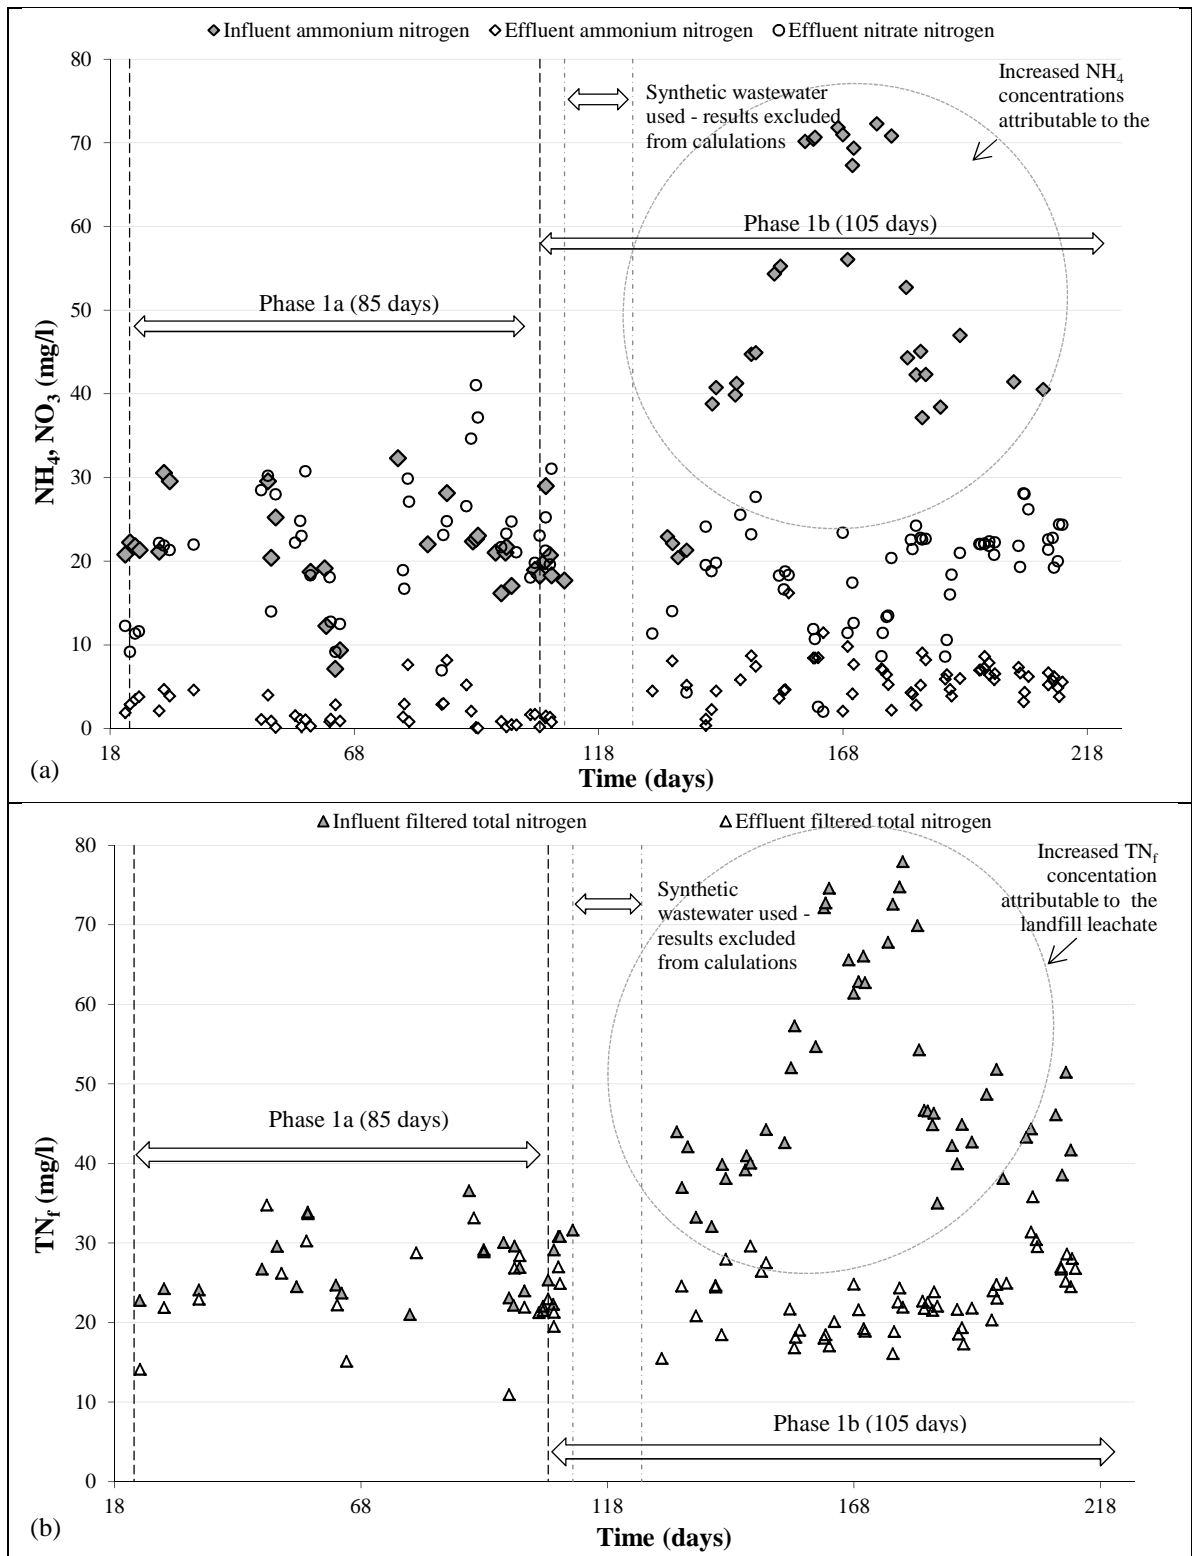 Influent ammonium nitrogen Effluent ammonium nitrogen Effluent nitrate nitrogen
80
70
60
50
40
30
20
10
0
NH4, NO3 (mg/l)
Synthetic wastewater
used - results excluded
from calulations
Increased NH4
concentrations
attributable to the
Phase 1b (105 days)
Phase 1a (85 days)
18 68 118 168 218
Time (days)
(a)
Influent filtered total nitrogen Effluent filtered total nitrogen
80
70
60
50
40
30
20
10
0
TNf (mg/l)
Synthetic
wastewater used -
results excluded
from calulations
Increased TNf
concentation
attributable to the
landfill leachate
Phase 1a (85 days)
Phase 1b (105 days)
18 68 118 168 218
Time (days)
(b)